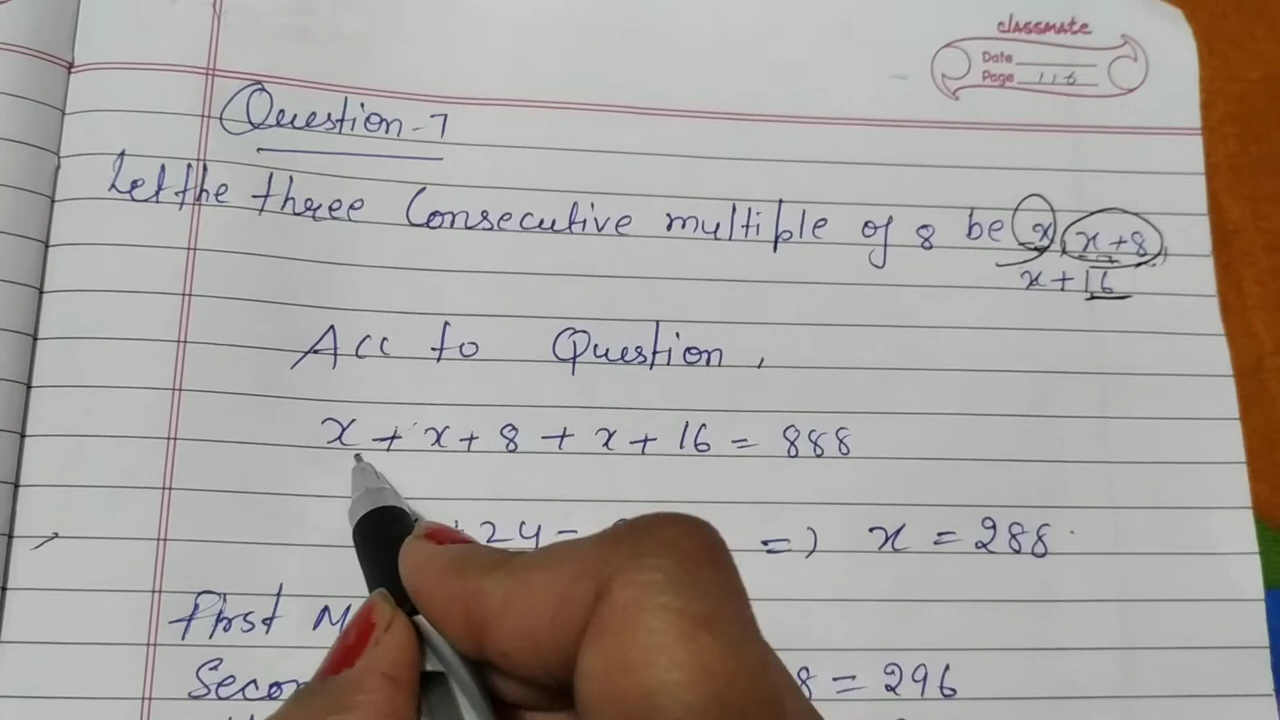 classmate
Date
Page 116
Question-7
Let the three Consecutive multiple of 8 be x, x+8,
x+16
Acc to Question,
x + x + 8 + x + 16 = 888
+24= => x = 288.
First M
Secon 8 = 296